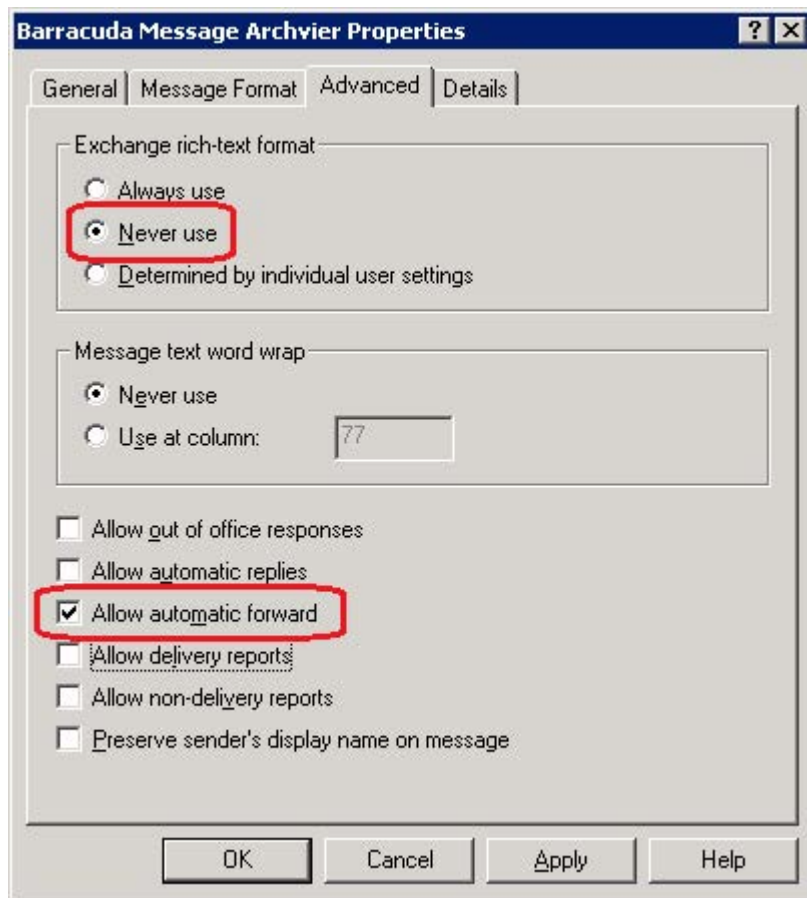 Barracuda Message Archvier Properties
General Message Format Advanced Details
Exchange rich-text format
Always use
Never use
Determined by individual user settings
Message text word wrap
Never use
Use at column: 77
Allow out of office responses
Allow automatic replies
Allow automatic forward
Allow delivery reports
Allow non-delivery reports
Preserve sender's display name on message
OK Cancel Apply Help